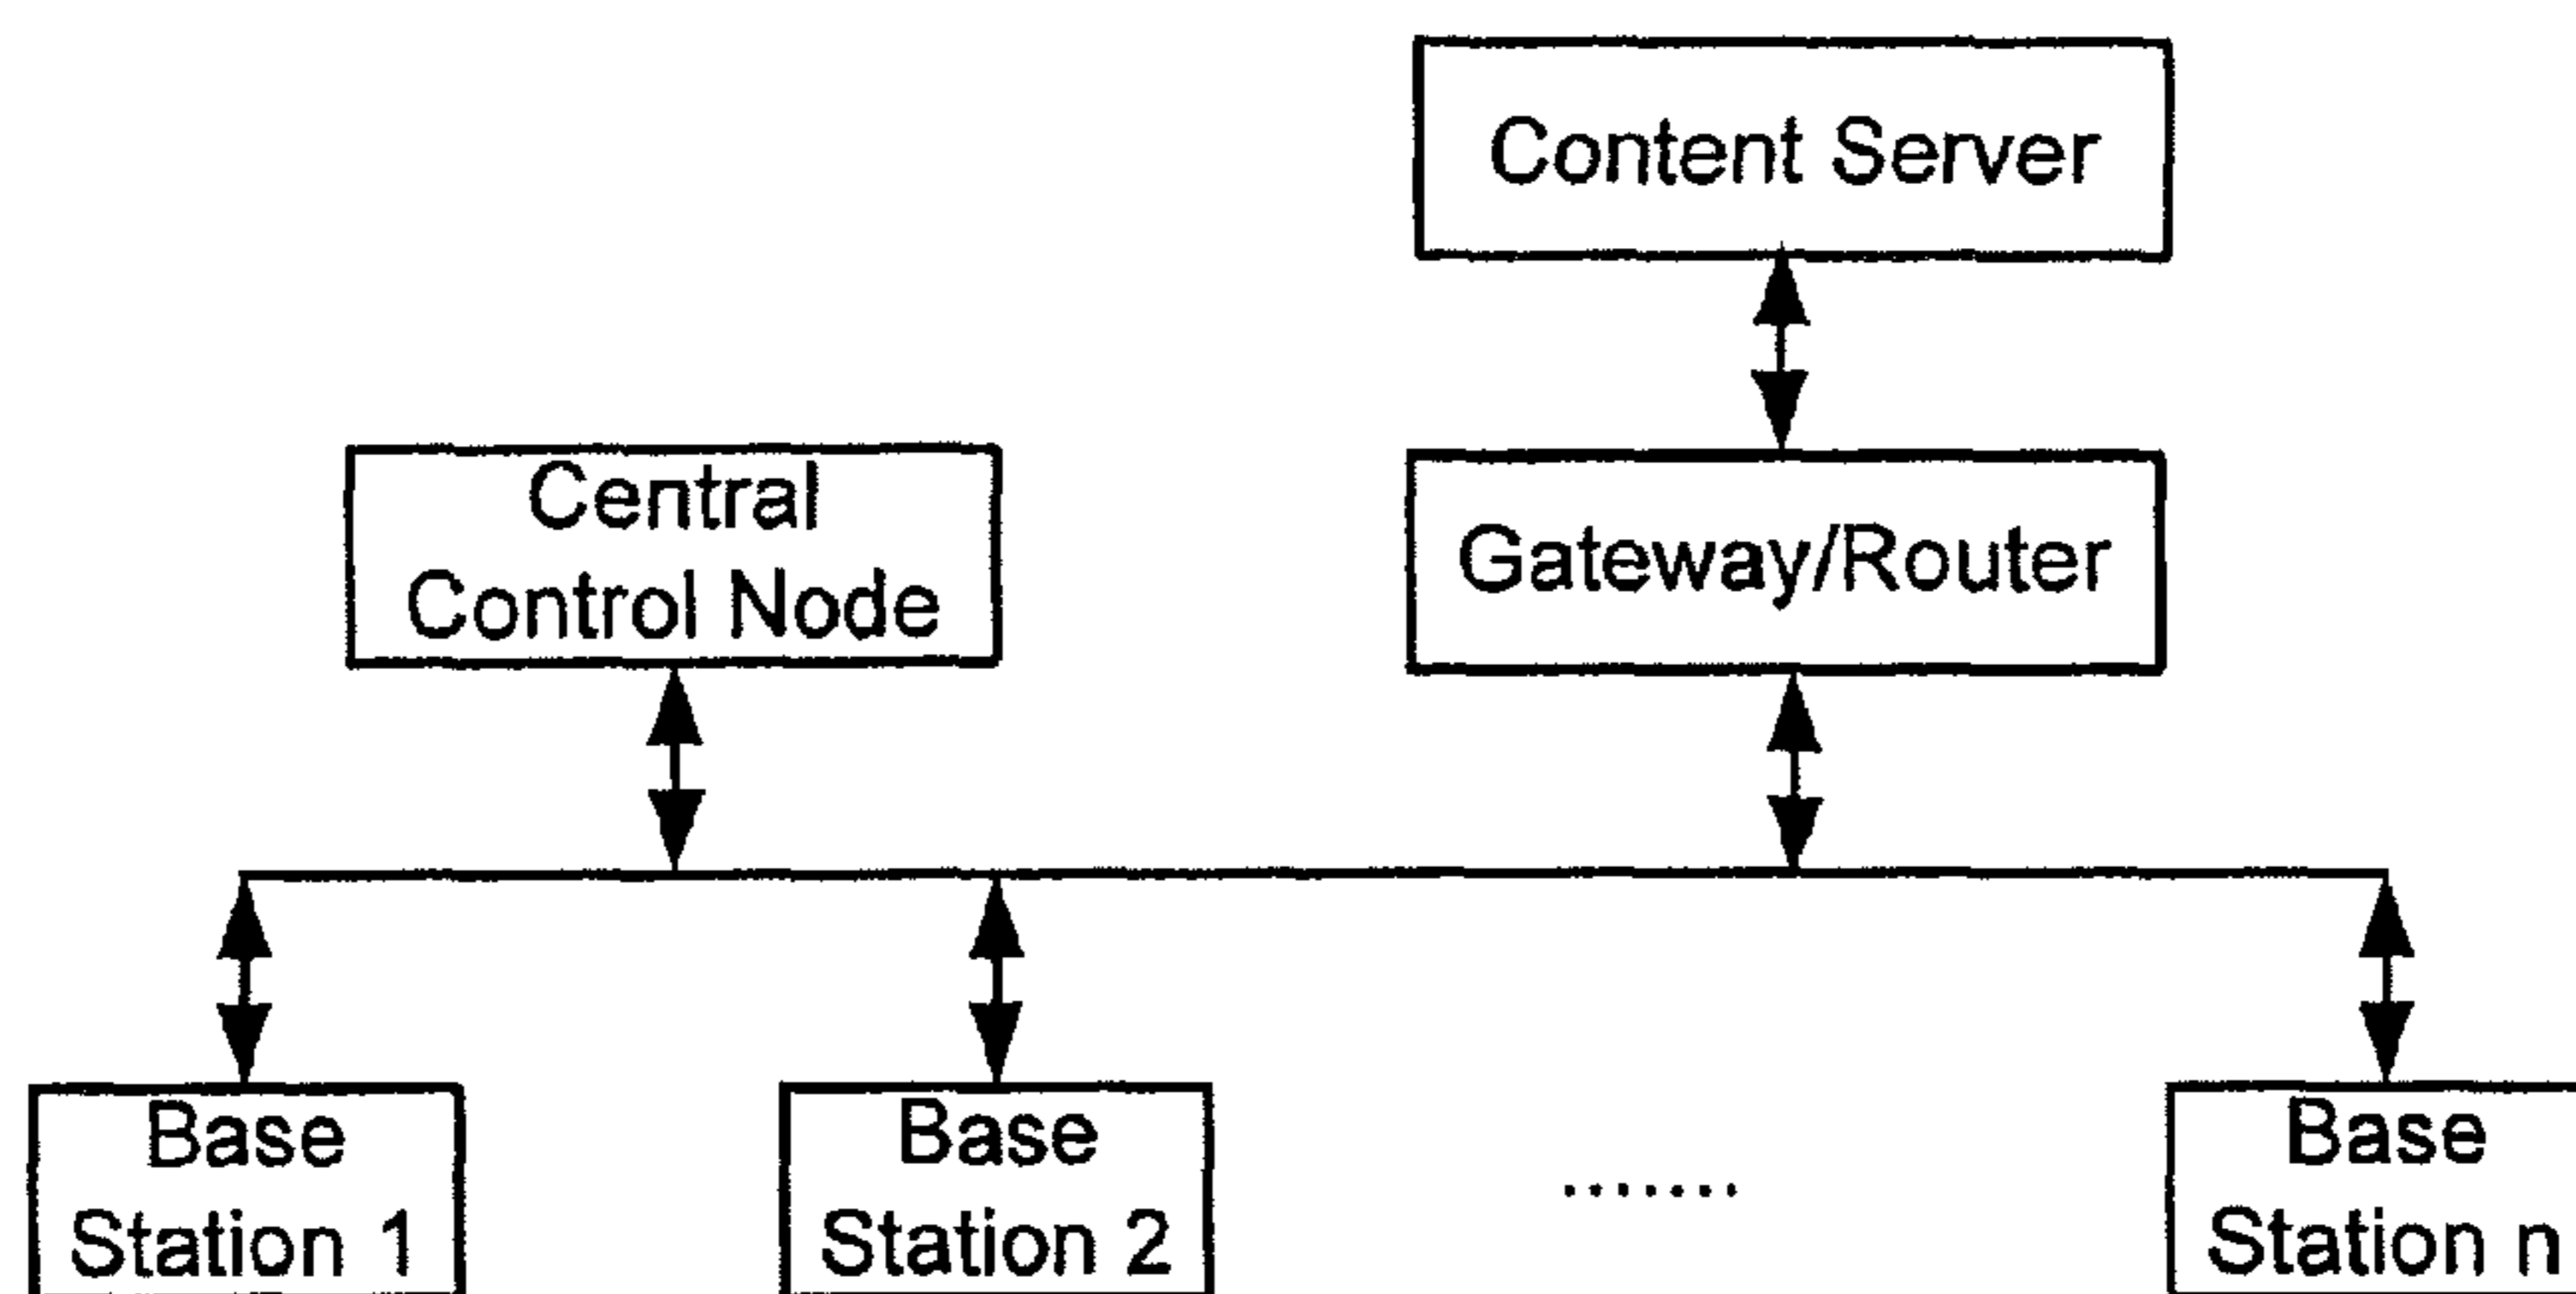 Content Server
Central
Control Node
Gateway/Router
Base
Station 1
Base
Station 2
.......
Base
Station n